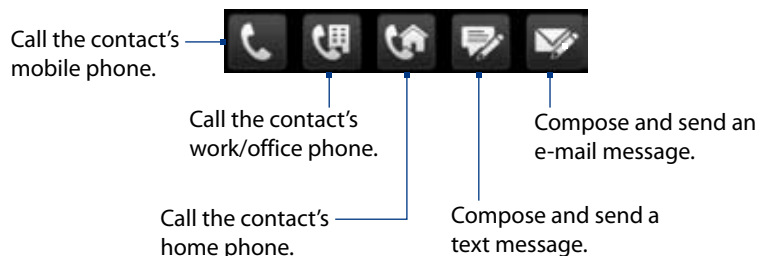 Call the contact's
mobile phone.
Call the contact's
work/office phone.
Compose and send an
e-mail message.
Call the contact's
home phone.
Compose and send a
text message.